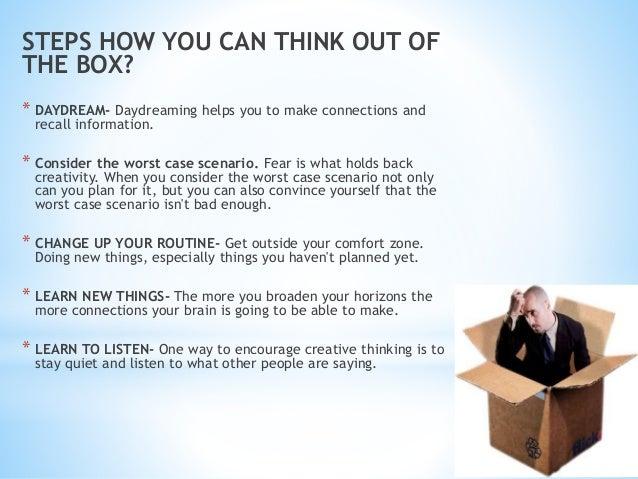 STEPS HOW YOU CAN THINK OUT OF
THE BOX?
* DAYDREAM- Daydreaming helps you to make connections and
recall information.
* Consider the worst case scenario. Fear is what holds back
creativity. When you consider the worst case scenario not only
can you plan for it, but you can also convince yourself that the
worst case scenario isn't bad enough.
* CHANGE UP YOUR ROUTINE- Get outside your comfort zone.
Doing new things, especially things you haven't planned yet.
* LEARN NEW THINGS- The more you broaden your horizons the
more connections your brain is going to be able to make.
* LEARN TO LISTEN- One way to encourage creative thinking is to
stay quiet and listen to what other people are saying.